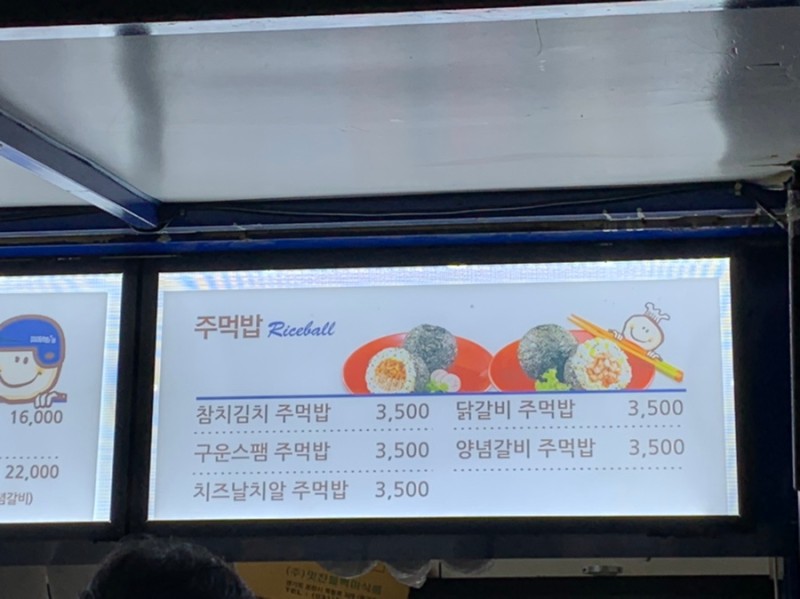 주먹밥 Riceball
참치김치 주먹밥 3,500
구운스팸 주먹밥 3,500
치즈날치알 주먹밥 3,500
닭갈비 주먹밥 3,500
양념갈비 주먹밥 3,500
16,000
22,000
념갈비)